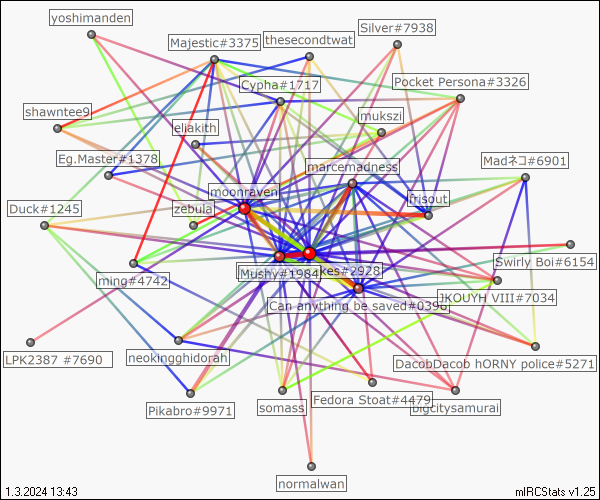 yoshimanden
Silver#7938
Majestic#3375
thesecondtwat
Cypha#1717
Pocket Persona#3326
shawntee9
mukszi
eliakith
Eg.Master#1378
marcemadness
Madネコ#6901
moonraven
frisout
Duck#1245
zebula
Swirly Boi#6154
Mushy#1984
kes#2928
ming#4742
JKOUYH VIII#7034
Can anything be saved#0398
LPK2387 #7690
neokingghidorah
DacobDacob hORNY police#5271
Fedora Stoat#4479
Pikabro#9971
somass
bigcitysamurai
normalwan
1.3.2024 13:43
mIRCStats v1.25